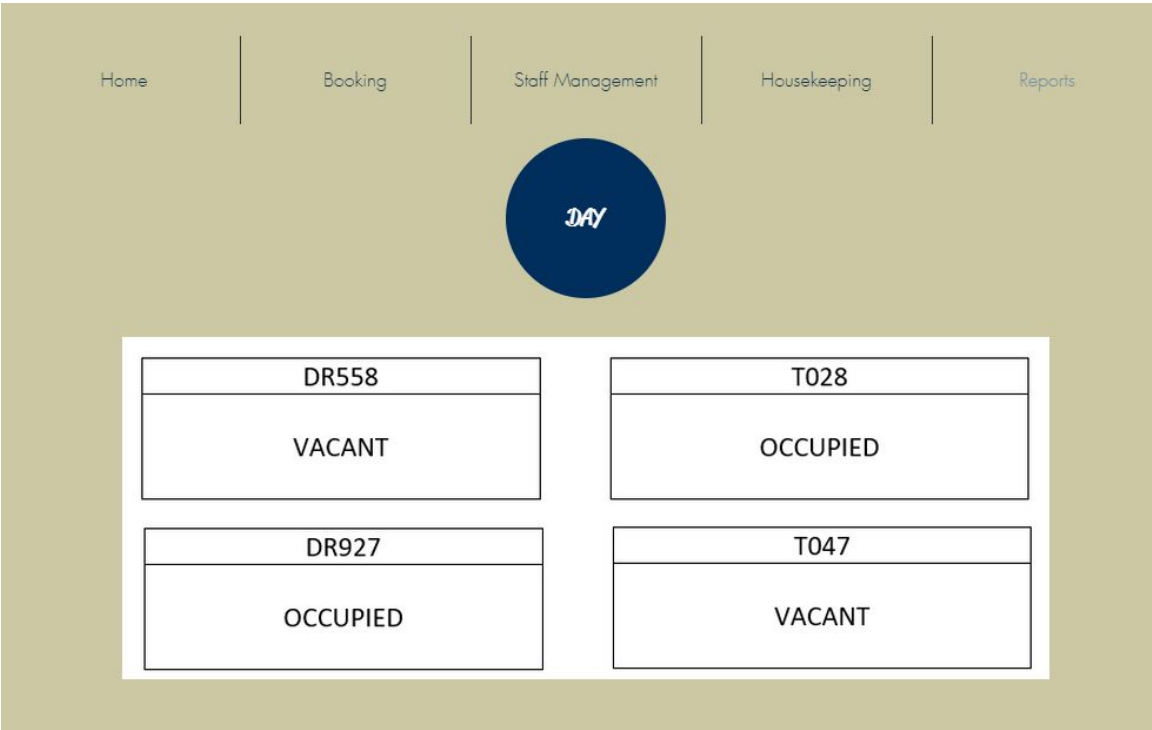 Home
Booking
Staff Management
Housekeeping
Reports
DAY
DR558
VACANT
T028
OCCUPIED
DR927
OCCUPIED
T047
VACANT